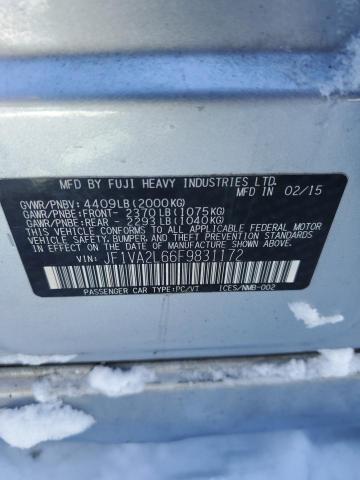 MFD BY FUJI HEAVY INDUSTRIES LTD.
MFD IN 02/15
GVWR/PNBV: 4409LB(2000KG)
GAWR/PNBE:FRONT- 2370LB(1075KG)
GAWR/PNBE:REAR - 2293LB(1040KG)
THIS VEHICLE CONFORMS TO ALL APPLICABLE FEDERAL MOTOR
VEHICLE SAFETY, BUMPER AND THEFT PREVENTION STANDARDS
IN EFFECT ON THE DATE OF MANUFACTURE SHOWN ABOVE.
VIN: JF1VA2L66F9831172
PASSENGER CAR TYPE:PC/VT ICES/NMB-002